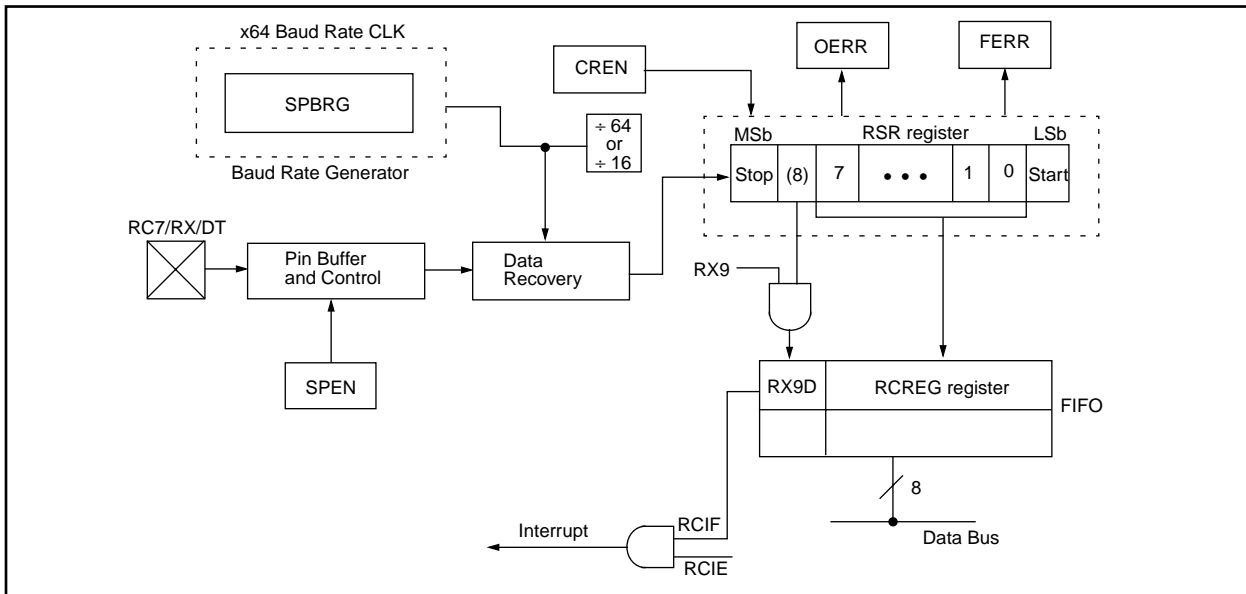 x64 Baud Rate CLK
SPBRG
Baud Rate Generator
CREN
OERR
FERR
÷ 64
or
÷ 16
MSb
RSR register
LSb
Stop
(8)
7
• • •
1
0
Start
RC7/RX/DT
Pin Buffer
and Control
Data
Recovery
RX9
SPEN
RX9D
RCREG register
FIFO
8
Data Bus
Interrupt
RCIF
RCIE